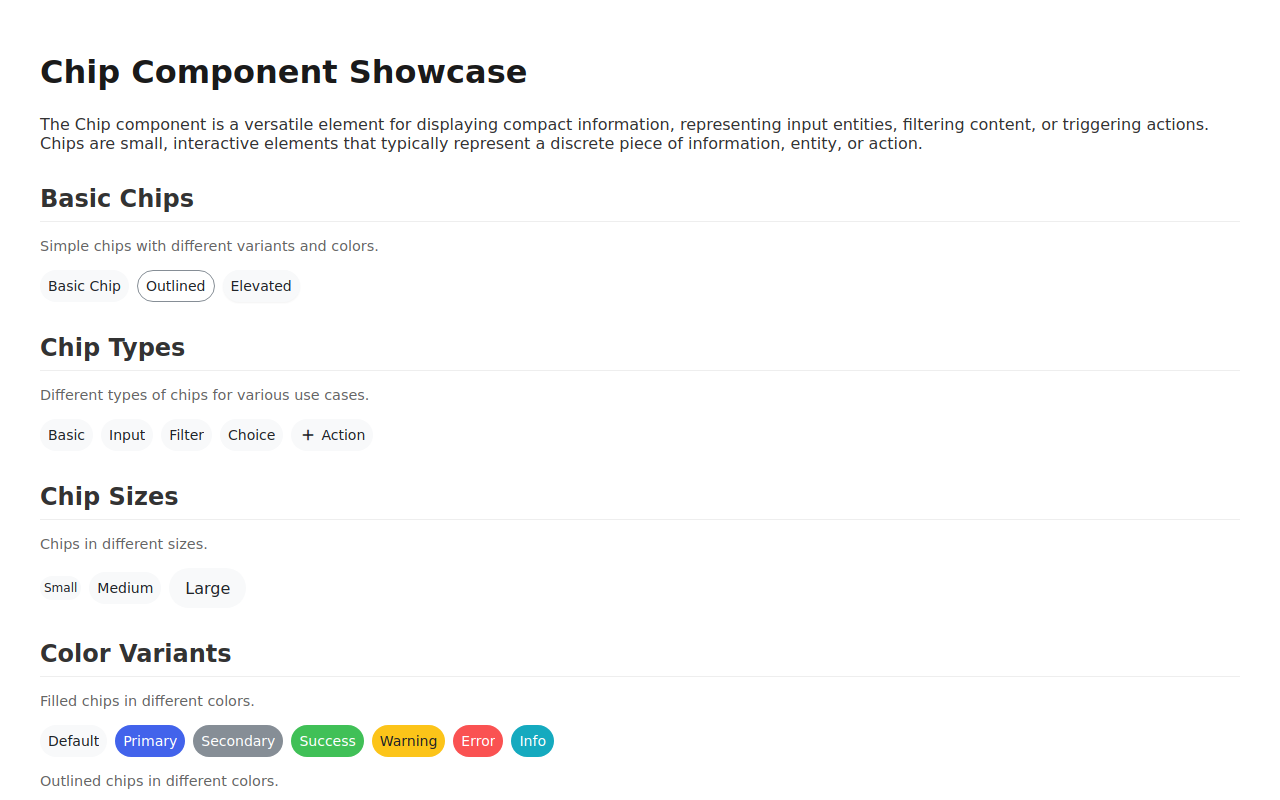 Chip Component Showcase
The Chip component is a versatile element for displaying compact information, representing input entities, filtering content, or triggering actions.
Chips are small, interactive elements that typically represent a discrete piece of information, entity, or action.
Basic Chips
Simple chips with different variants and colors.
Basic Chip Outlined Elevated
Chip Types
Different types of chips for various use cases.
Basic Input Filter Choice + Action
Chip Sizes
Chips in different sizes.
Small Medium Large
Color Variants
Filled chips in different colors.
Default Primary Secondary Success Warning Error Info
Outlined chips in different colors.